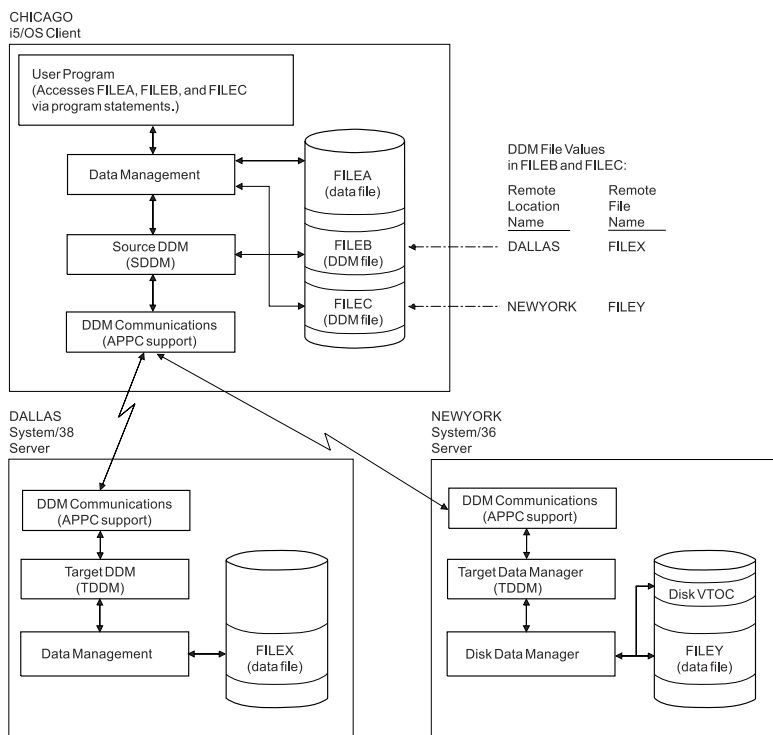 CHICAGO
i5/OS Client
User Program
(Accesses FILEA, FILEB, and FILEC
via program statements.)
Data Management
Source DDM
(SDDM)
DDM Communications
(APPC support)
FILEA
(data file)
FILEB
(DDM file)
FILEC
(DDM file)
DDM File Values
in FILEB and FILEC:
Remote
Location
Name
Remote
File
Name
DALLAS
FILEX
NEWYORK
FILEY
DALLAS
System/38
Server
DDM Communications
(APPC support)
Target DDM
(TDDM)
Data Management
FILEX
(data file)
NEWYORK
System/36
Server
DDM Communications
(APPC support)
Target Data Manager
(TDDM)
Disk Data Manager
Disk VTOC
FILEY
(data file)